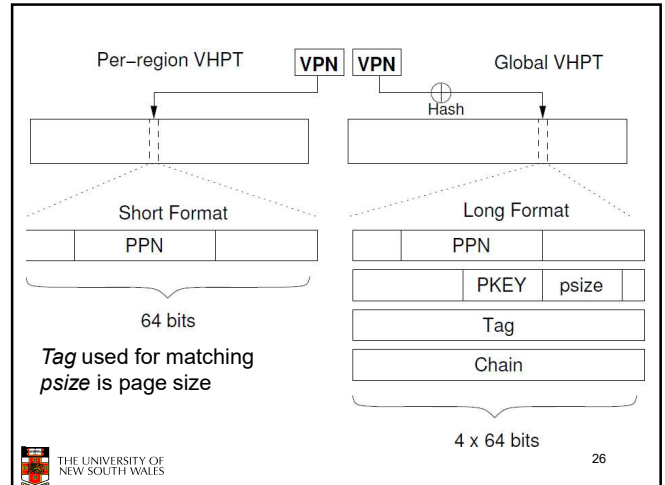 Per-region VHPT
VPN VPN
Global VHPT
Hash
Short Format
Long Format
PPN
PPN
PKEY psize
64 bits
Tag
Tag used for matching
psize is page size
Chain
4 x 64 bits
THE UNIVERSITY OF
NEW SOUTH WALES
26